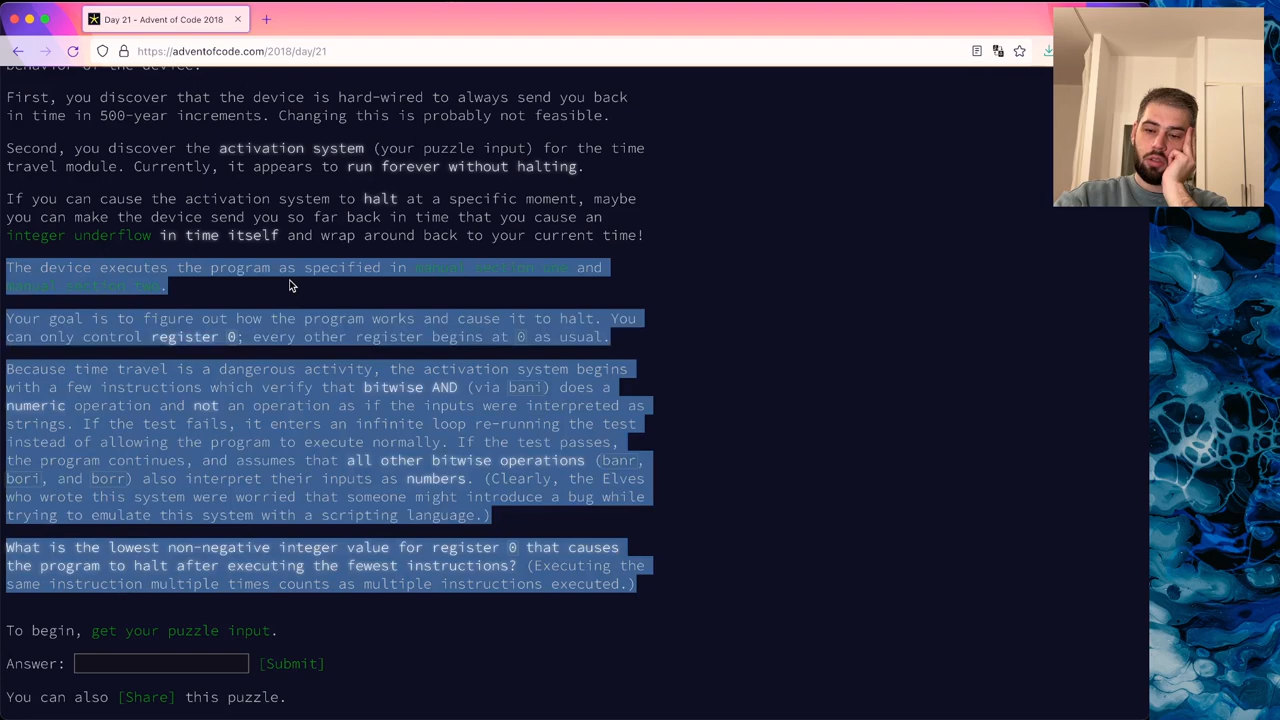 Day 21 - Advent of Code 2018
https://adventofcode.com/2018/day/21
behavior of the device.
First, you discover that the device is hard-wired to always send you back
in time in 500-year increments. Changing this is probably not feasible.
Second, you discover the activation system (your puzzle input) for the time
travel module. Currently, it appears to run forever without halting.
If you can cause the activation system to halt at a specific moment, maybe
you can make the device send you so far back in time that you cause an
integer underflow in time itself and wrap around back to your current time!
The device executes the program as specified in manual section one and
manual section two.
Your goal is to figure out how the program works and cause it to halt. You
can only control register 0; every other register begins at 0 as usual.
Because time travel is a dangerous activity, the activation system begins
with a few instructions which verify that bitwise AND (via bani) does a
numeric operation and not an operation as if the inputs were interpreted as
strings. If the test fails, it enters an infinite loop re-running the test
instead of allowing the program to execute normally. If the test passes,
the program continues, and assumes that all other bitwise operations (banr,
bori, and borr) also interpret their inputs as numbers. (Clearly, the Elves
who wrote this system were worried that someone might introduce a bug while
trying to emulate this system with a scripting language.)
What is the lowest non-negative integer value for register 0 that causes
the program to halt after executing the fewest instructions? (Executing the
same instruction multiple times counts as multiple instructions executed.)
To begin, get your puzzle input.
Answer: [Submit]
You can also [Share] this puzzle.